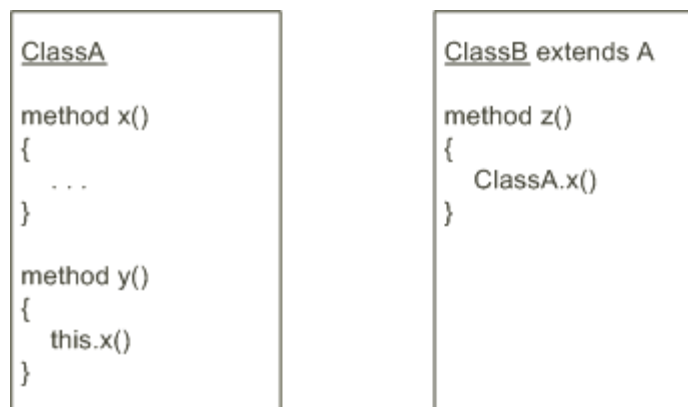 ClassA
method x()
{
. . .
}
method y()
{
this.x()
}
ClassB extends A
method z()
{
ClassA.x()
}